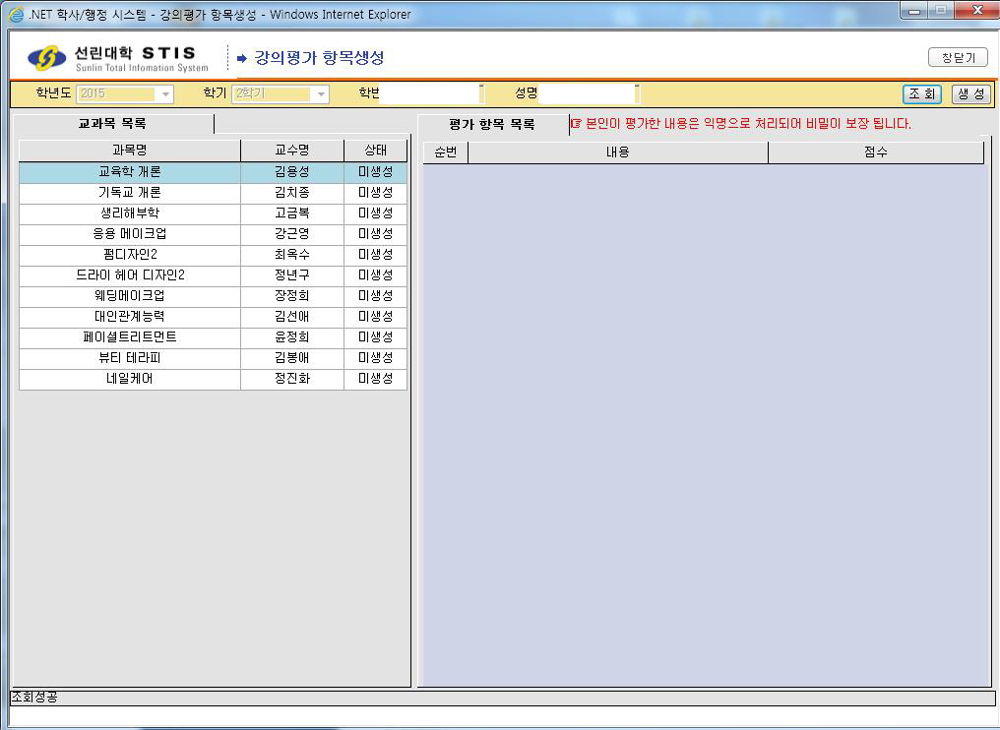 .NET 학사/행정 시스템 - 강의평가 항목생성 - Windows Internet Explorer
선린대학 STIS
Sunlin Total Infomation System
강의평가 항목생성
창닫기
학년도 2015 학기 2학기 학번 성명 조 회 생 성
교과목 목록
평가 항목 목록 ☞ 본인이 평가한 내용은 익명으로 처리되어 비밀이 보장 됩니다.
과목명 교수명 상태
순번 내용 점수
교육학 개론 김용성 미생성
기독교 개론 김치종 미생성
생리해부학 고금복 미생성
응용 메이크업 강근영 미생성
펌디자인2 최옥수 미생성
드라이 헤어 디자인2 정년구 미생성
웨딩메이크업 장정희 미생성
대인관계능력 김선애 미생성
페이셜트리트먼트 윤정희 미생성
뷰티 테라피 김봉애 미생성
네일케어 정진화 미생성
조회성공